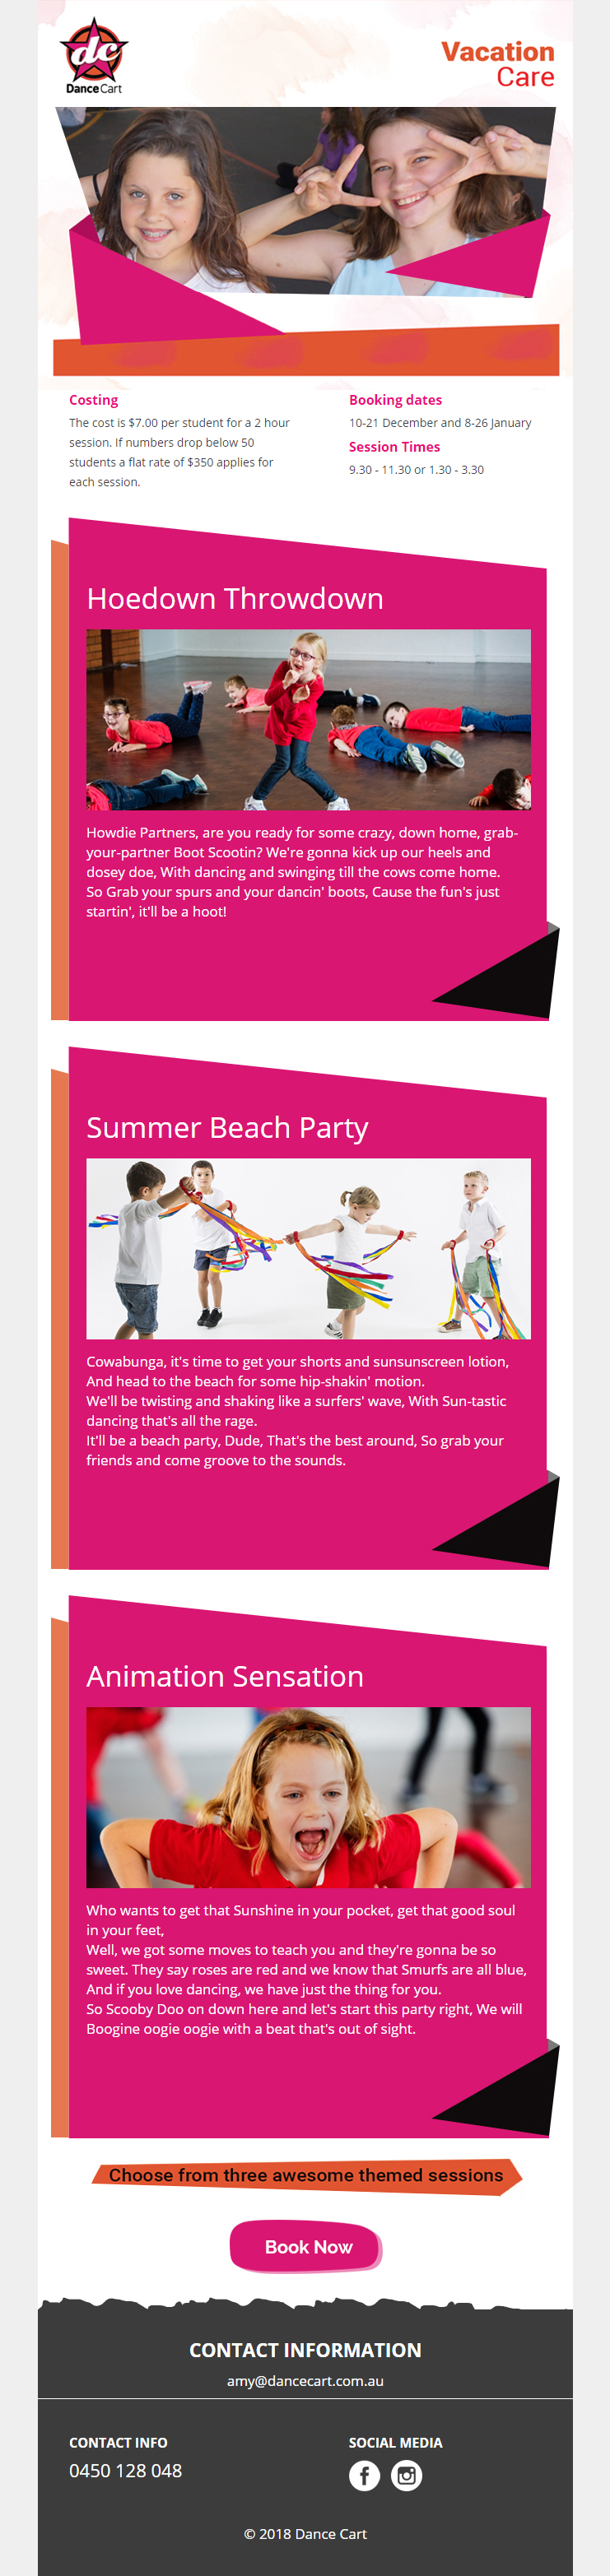 dc
DanceCart
Vacation
Care
Costing
The cost is $7.00 per student for a 2 hour
session. If numbers drop below 50
students a flat rate of $350 applies for
each session.
Booking dates
10-21 December and 8-26 January
Session Times
9.30 - 11.30 or 1.30 - 3.30
Hoedown Throwdown
Howdie Partners, are you ready for some crazy, down home, grab-
your-partner Boot Scootin? We're gonna kick up our heels and
dosey doe, With dancing and swinging till the cows come home.
So Grab your spurs and your dancin' boots, Cause the fun's just
startin', it'll be a hoot!
Summer Beach Party
Cowabunga, it's time to get your shorts and sunsunscreen lotion,
And head to the beach for some hip-shakin' motion.
We'll be twisting and shaking like a surfers' wave, With Sun-tastic
dancing that's all the rage.
It'll be a beach party, Dude, That's the best around, So grab your
friends and come groove to the sounds.
Animation Sensation
Who wants to get that Sunshine in your pocket, get that good soul
in your feet,
Well, we got some moves to teach you and they're gonna be so
sweet. They say roses are red and we know that Smurfs are all blue,
And if you love dancing, we have just the thing for you.
So Scooby Doo on down here and let's start this party right, We will
Boogine oogie oogie with a beat that's out of sight.
Choose from three awesome themed sessions
Book Now
CONTACT INFORMATION
amy@dancecart.com.au
CONTACT INFO
0450 128 048
SOCIAL MEDIA
© 2018 Dance Cart